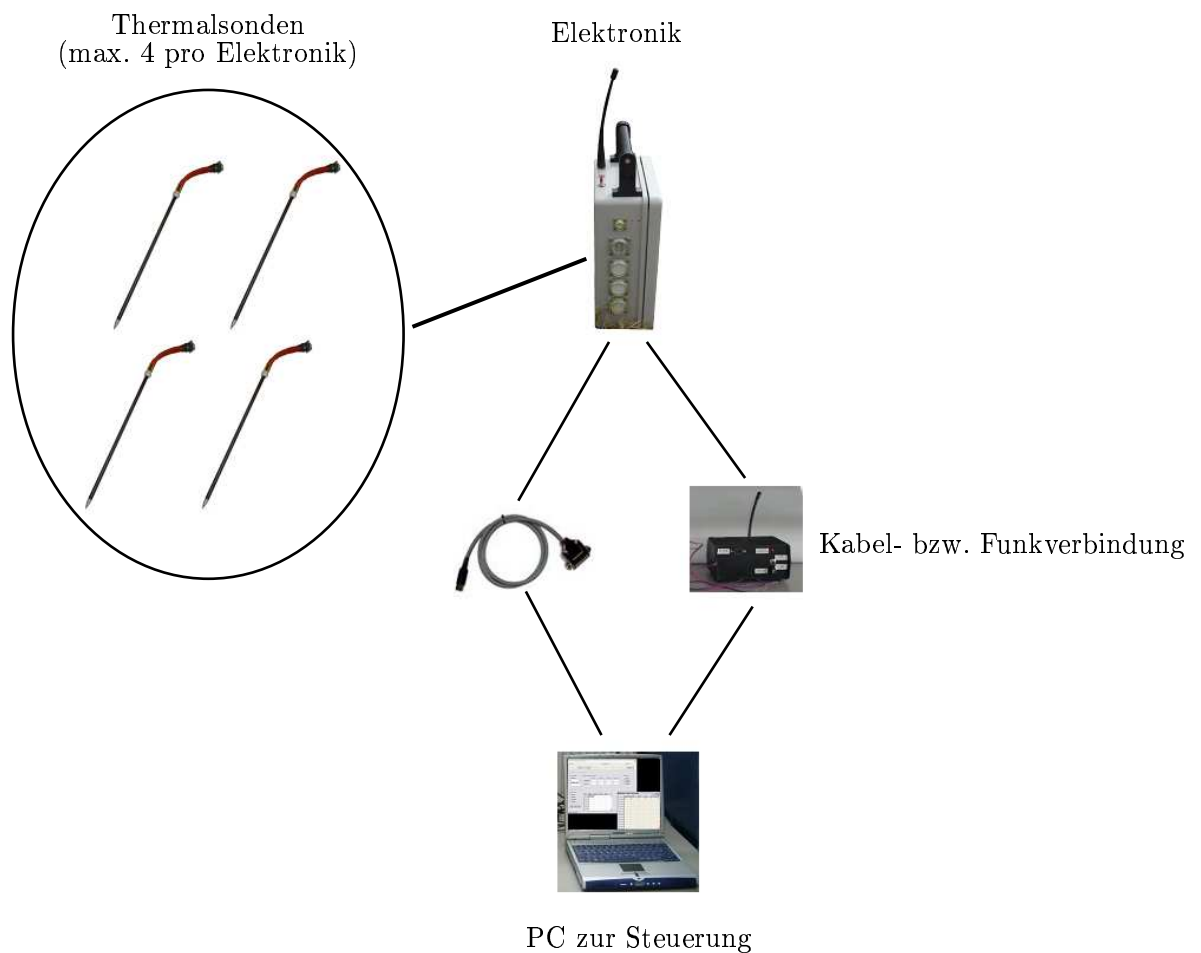 Thermalsonden
(max. 4 pro Elektronik)
Elektronik
Kabel- bzw. Funkverbindung
PC zur Steuerung